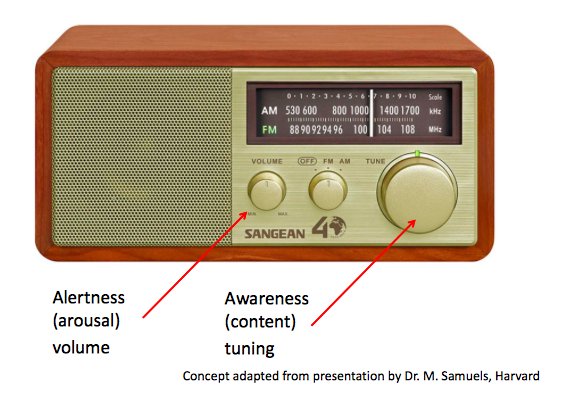 0 · 1 · 2 · 3 · 4 · 5 · 6 · 7 · 8 · 9 · 10 Scale
AM 530 600 800 1000 1400 1700 kHz
FM 88 90 92 94 96 100 104 108 MHz
VOLUME OFF FM AM TUNE
MIN. MAX.
SANGEAN 40
Alertness
(arousal)
volume
Awareness
(content)
tuning
Concept adapted from presentation by Dr. M. Samuels, Harvard